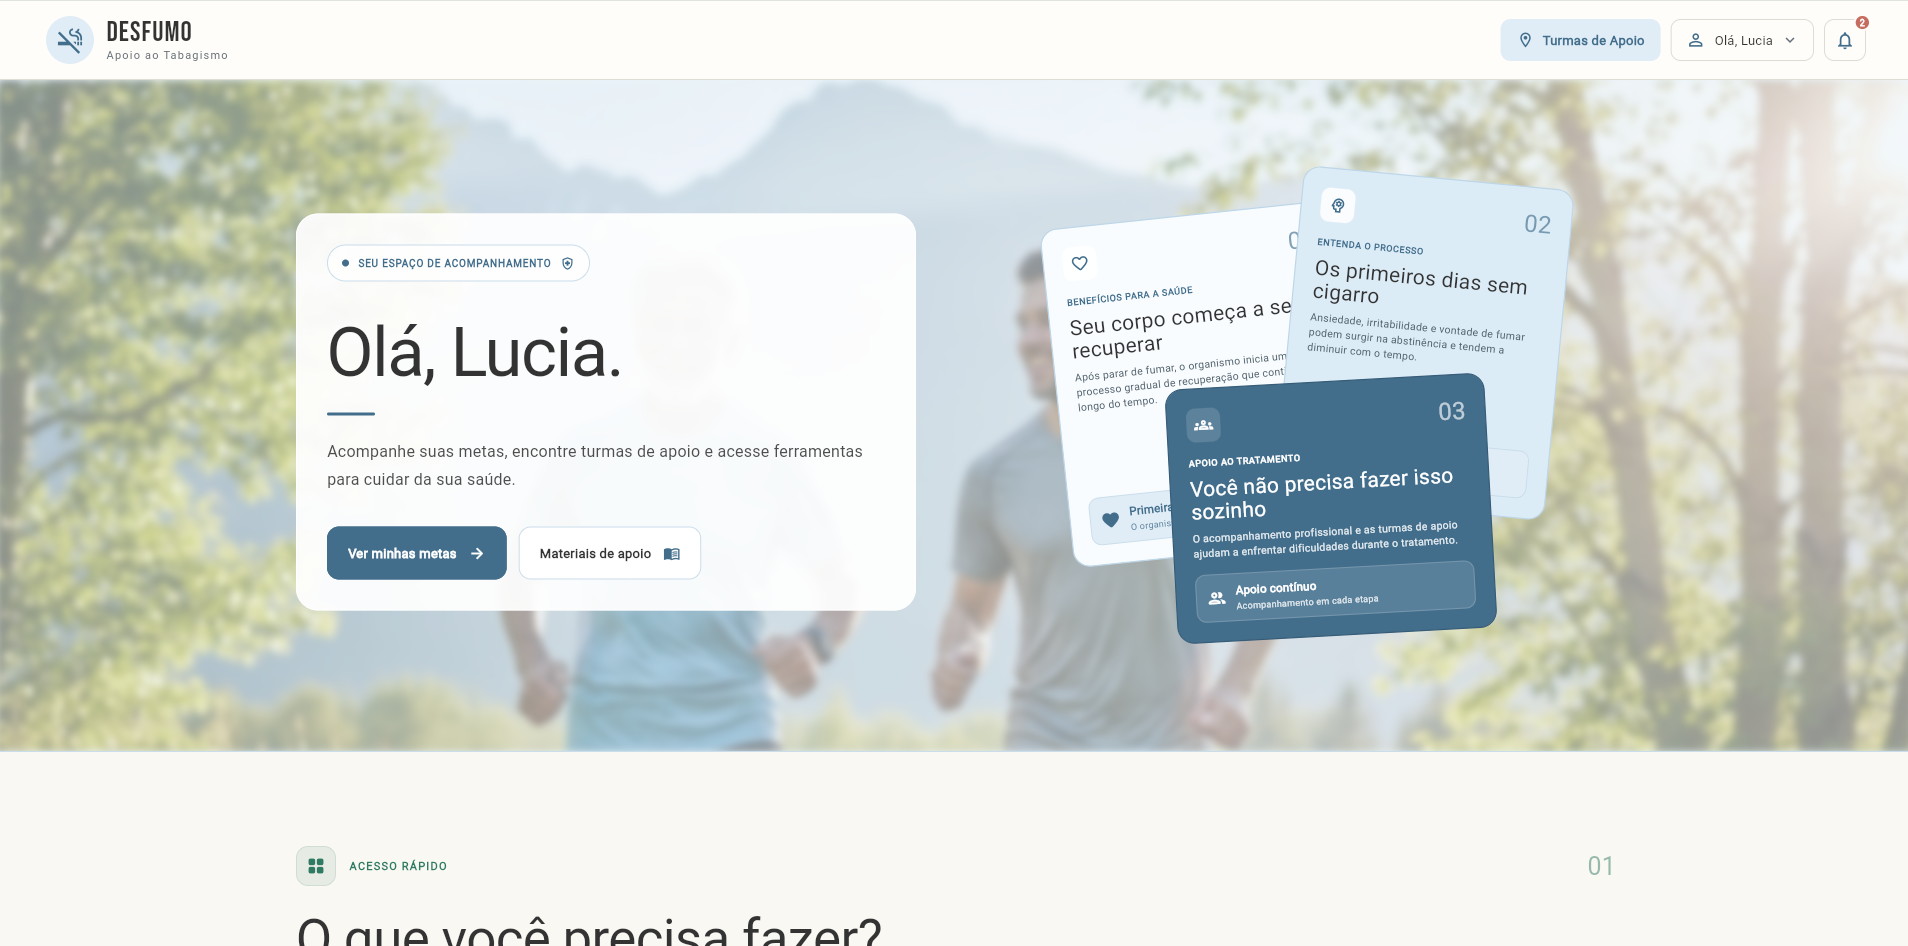 DESFUMO
Apoio ao Tabagismo
Turmas de Apoio
Olá, Lucia
2
SEU ESPAÇO DE ACOMPANHAMENTO
Olá, Lucia.
Acompanhe suas metas, encontre turmas de apoio e acesse ferramentas
para cuidar da sua saúde.
Ver minhas metas
Materiais de apoio
BENEFÍCIOS PARA A SAÚDE
Seu corpo começa a se
recuperar
Após parar de fumar, o organismo inicia um
processo gradual de recuperação que
longo do tempo.
O
02
ENTENDA O PROCESSO
Os primeiros dias sem
cigarro
Ansiedade, irritabilidade e vontade de fumar
podem surgir na abstinência e tendem a
diminuir com o tempo.
03
APOIO AO TRATAMENTO
Você não precisa fazer isso
sozinho
O acompanhamento profissional e as turmas de apoio
ajudam a enfrentar dificuldades durante o tratamento.
Apoio contínuo
Acompanhamento em cada etapa
ACESSO RÁPIDO
01
O que você precisa fazer?